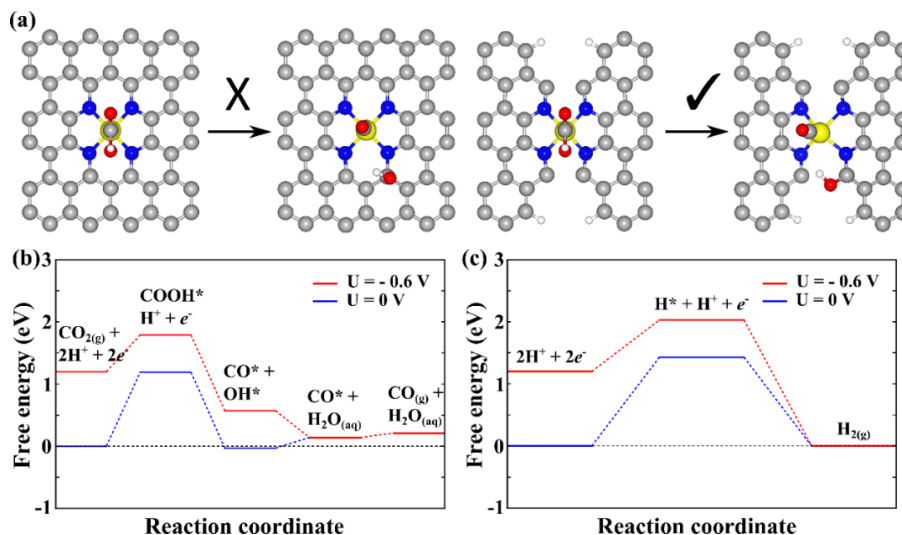 (a)
X
✓
(b)
3
2
1
0
-1
Free energy (eV)
U = - 0.6 V
U = 0 V
CO2(g) +
2H+ + 2e-
COOH*
H+ + e-
CO* +
OH*
CO* +
H2O(aq)
CO(g) +
H2O(aq)
Reaction coordinate
(c)
3
2
1
0
-1
Free energy (eV)
U = - 0.6 V
U = 0 V
2H+ + 2e-
H* + H+ + e-
H2(g)
Reaction coordinate